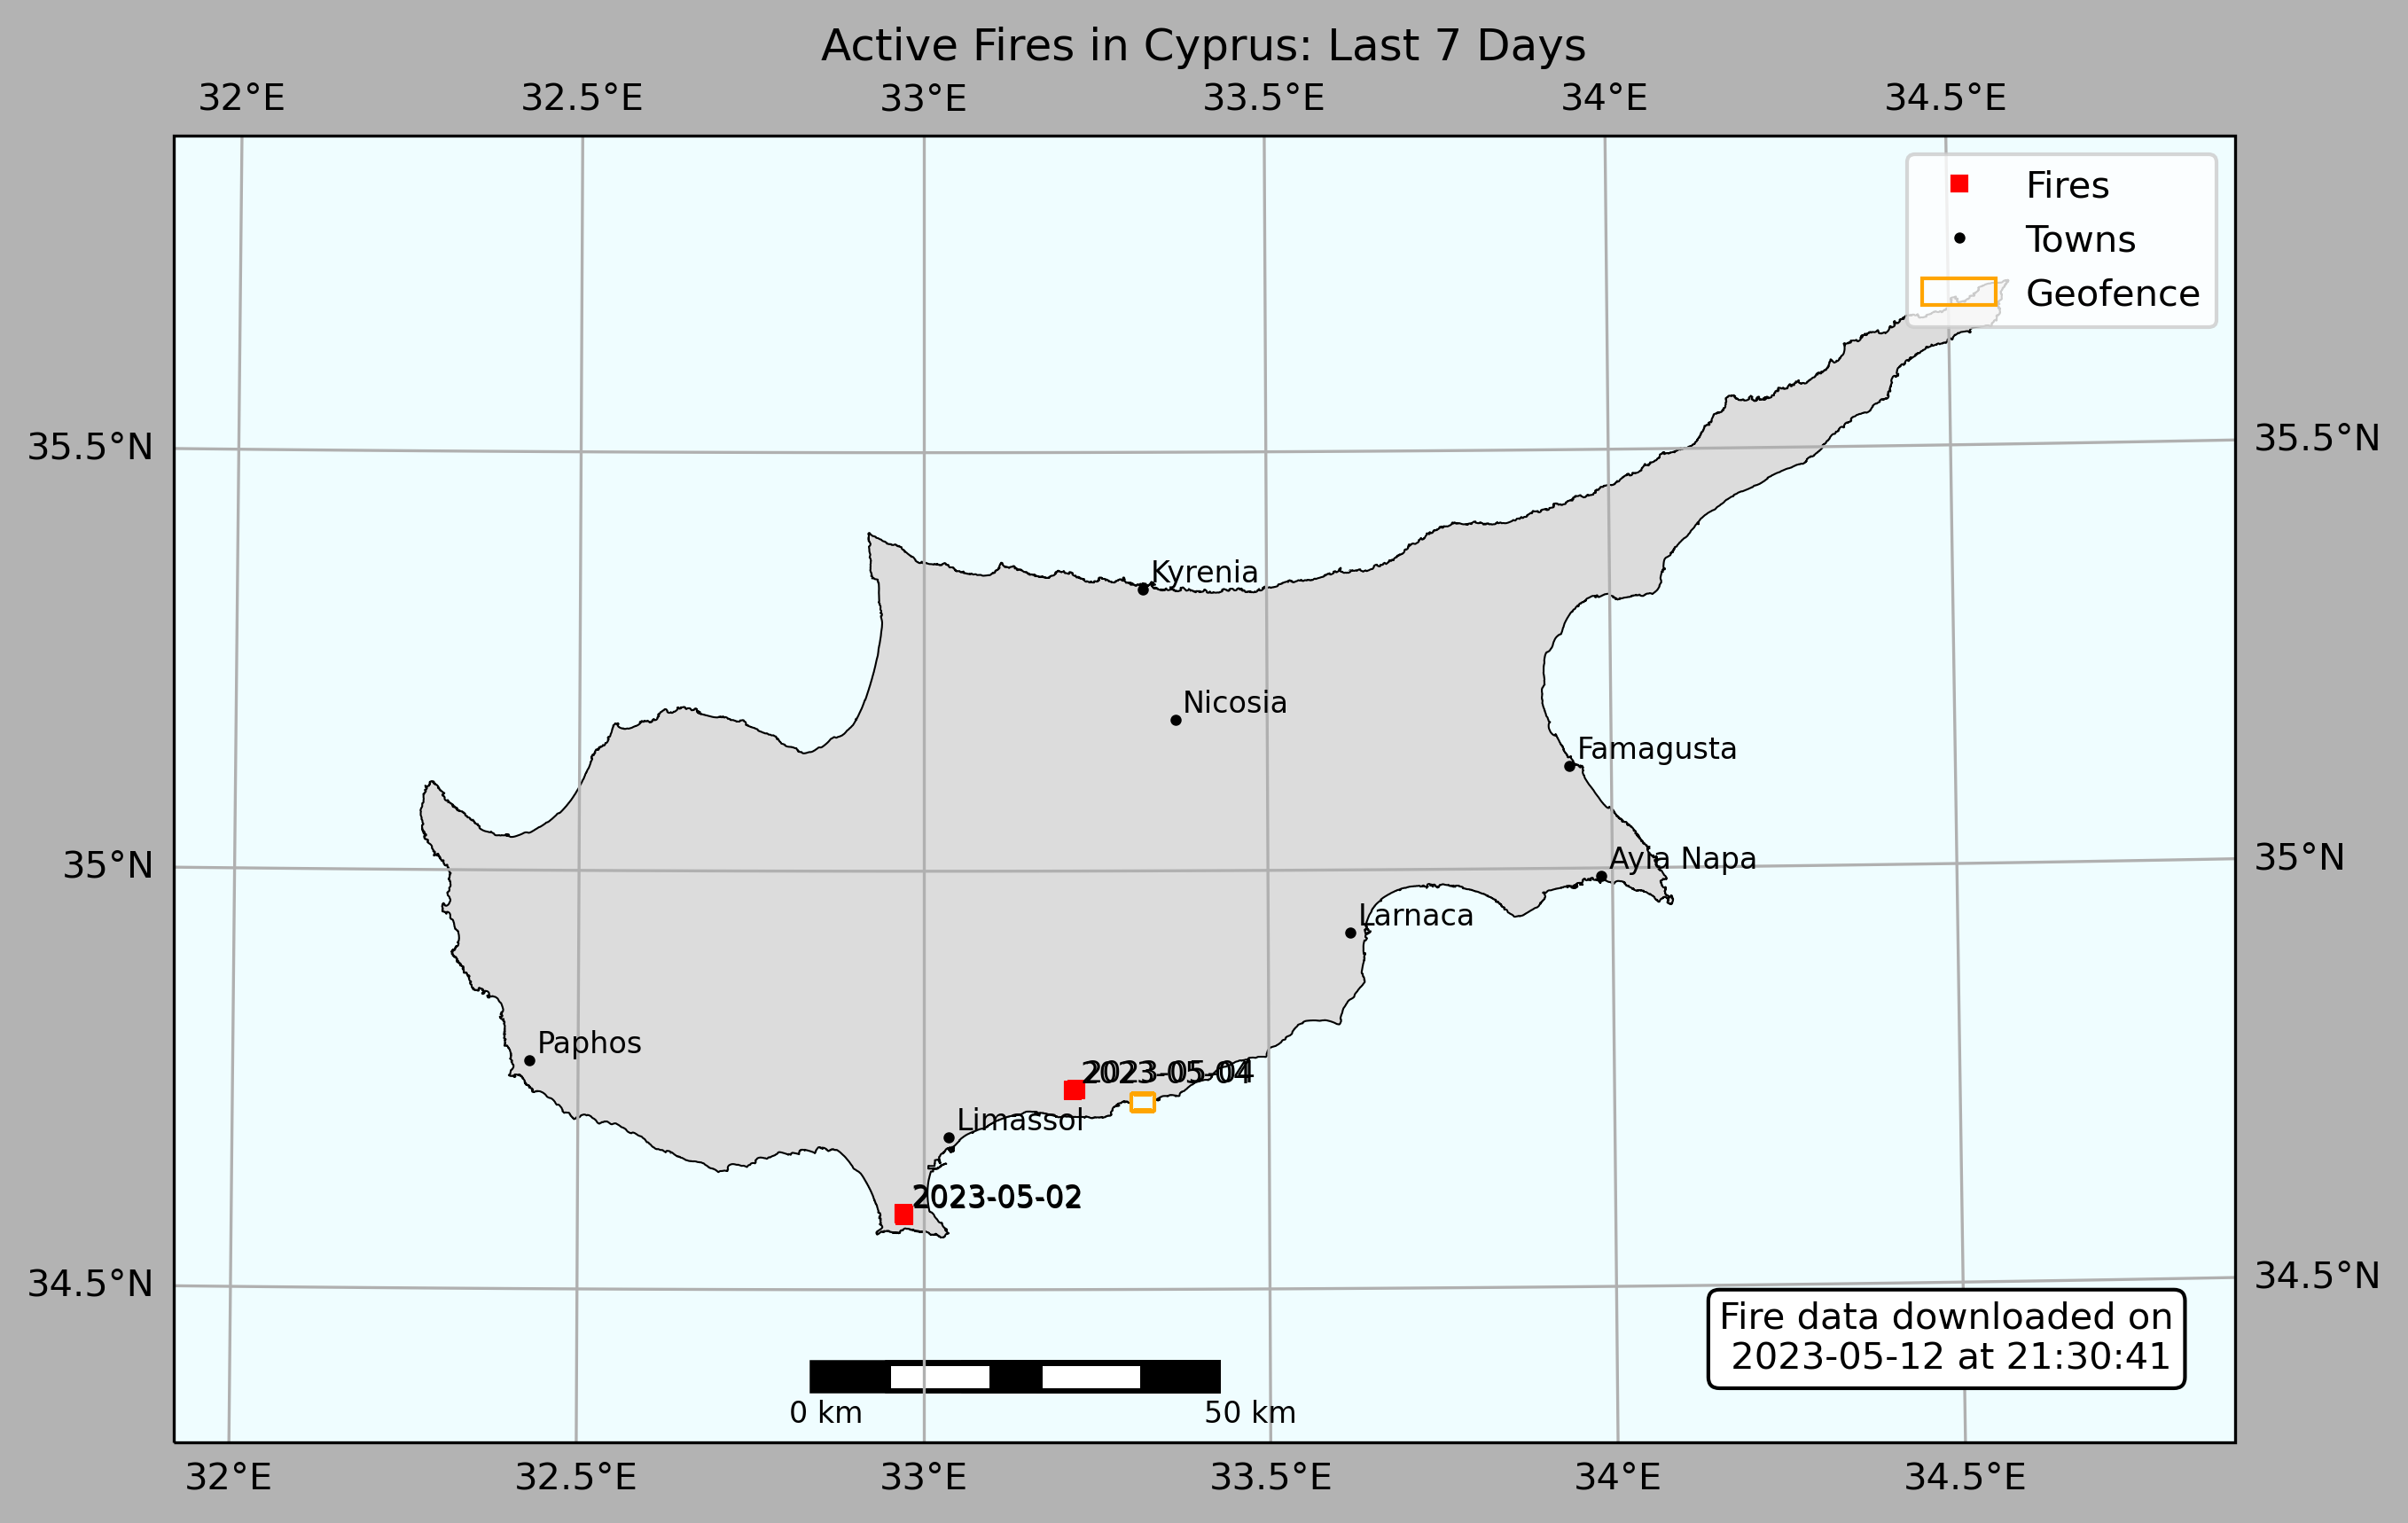 Active Fires in Cyprus: Last 7 Days
32°E 32.5°E 33°E 33.5°E 34°E 34.5°E
Fires
Towns
Geofence
35.5°N 35.5°N
Kyrenia
Nicosia
Famagusta
35°N 35°N
Ayia Napa
Larnaca
Paphos
2023-05-04
Limassol
2023-05-02
34.5°N 34.5°N
Fire data downloaded on
2023-05-12 at 21:30:41
0 km 50 km
32°E 32.5°E 33°E 33.5°E 34°E 34.5°E